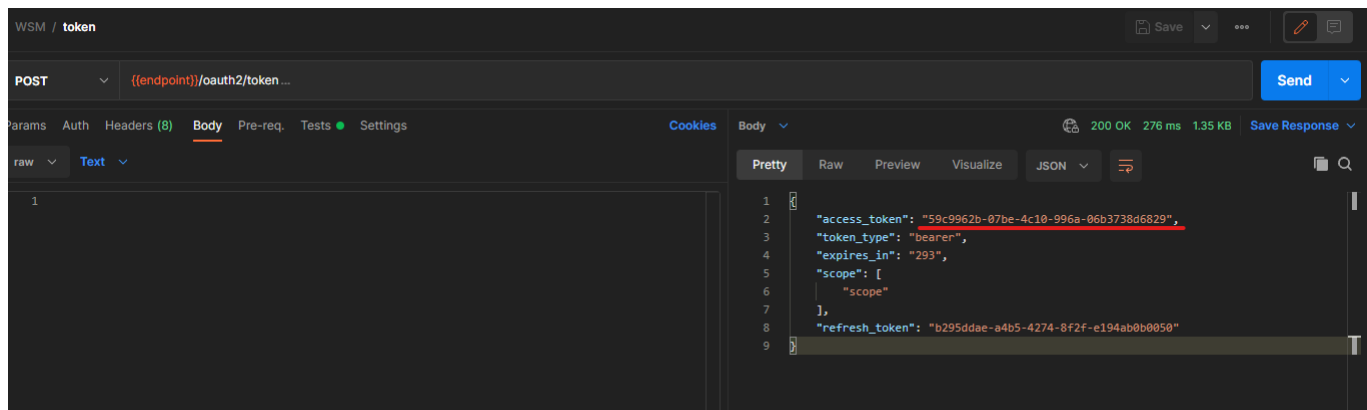 WSM / token
Save
POST
{{endpoint}}/oauth2/token ...
Send
Params Auth Headers (8) Body Pre-req. Tests Settings
Cookies
raw
Text
1
Body
200 OK 276 ms 1.35 KB Save Response
Pretty Raw Preview Visualize JSON
1 {
2 "access_token": "59c9962b-07be-4c10-996a-06b3738d6829",
3 "token_type": "bearer",
4 "expires_in": "293",
5 "scope": [
6 "scope"
7 ],
8 "refresh_token": "b295ddae-a4b5-4274-8f2f-e194ab0b0050"
9 }